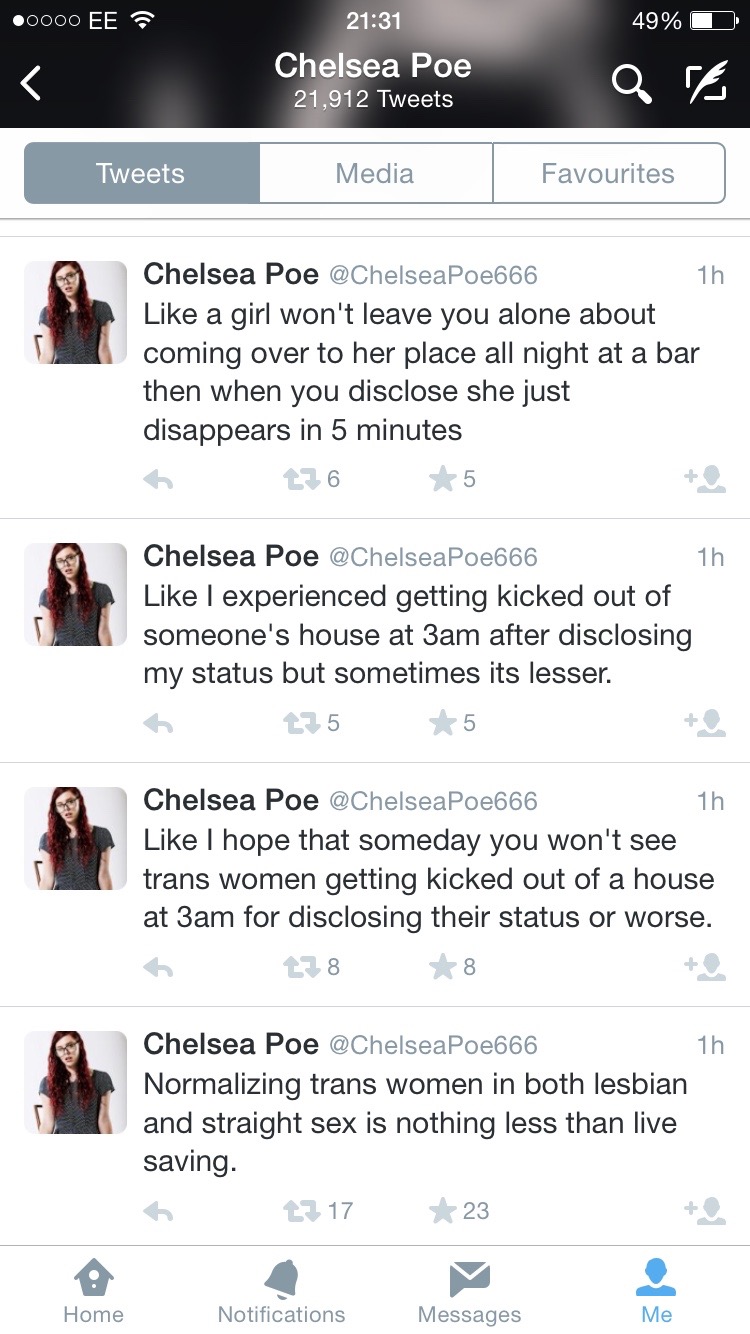 EE 21:31 49%
Chelsea Poe
21,912 Tweets
Tweets Media Favourites
Chelsea Poe @ChelseaPoe666 1h
Like a girl won't leave you alone about
coming over to her place all night at a bar
then when you disclose she just
disappears in 5 minutes
6 5
Chelsea Poe @ChelseaPoe666 1h
Like I experienced getting kicked out of
someone's house at 3am after disclosing
my status but sometimes its lesser.
5 5
Chelsea Poe @ChelseaPoe666 1h
Like I hope that someday you won't see
trans women getting kicked out of a house
at 3am for disclosing their status or worse.
8 8
Chelsea Poe @ChelseaPoe666 1h
Normalizing trans women in both lesbian
and straight sex is nothing less than live
saving.
17 23
Home Notifications Messages Me